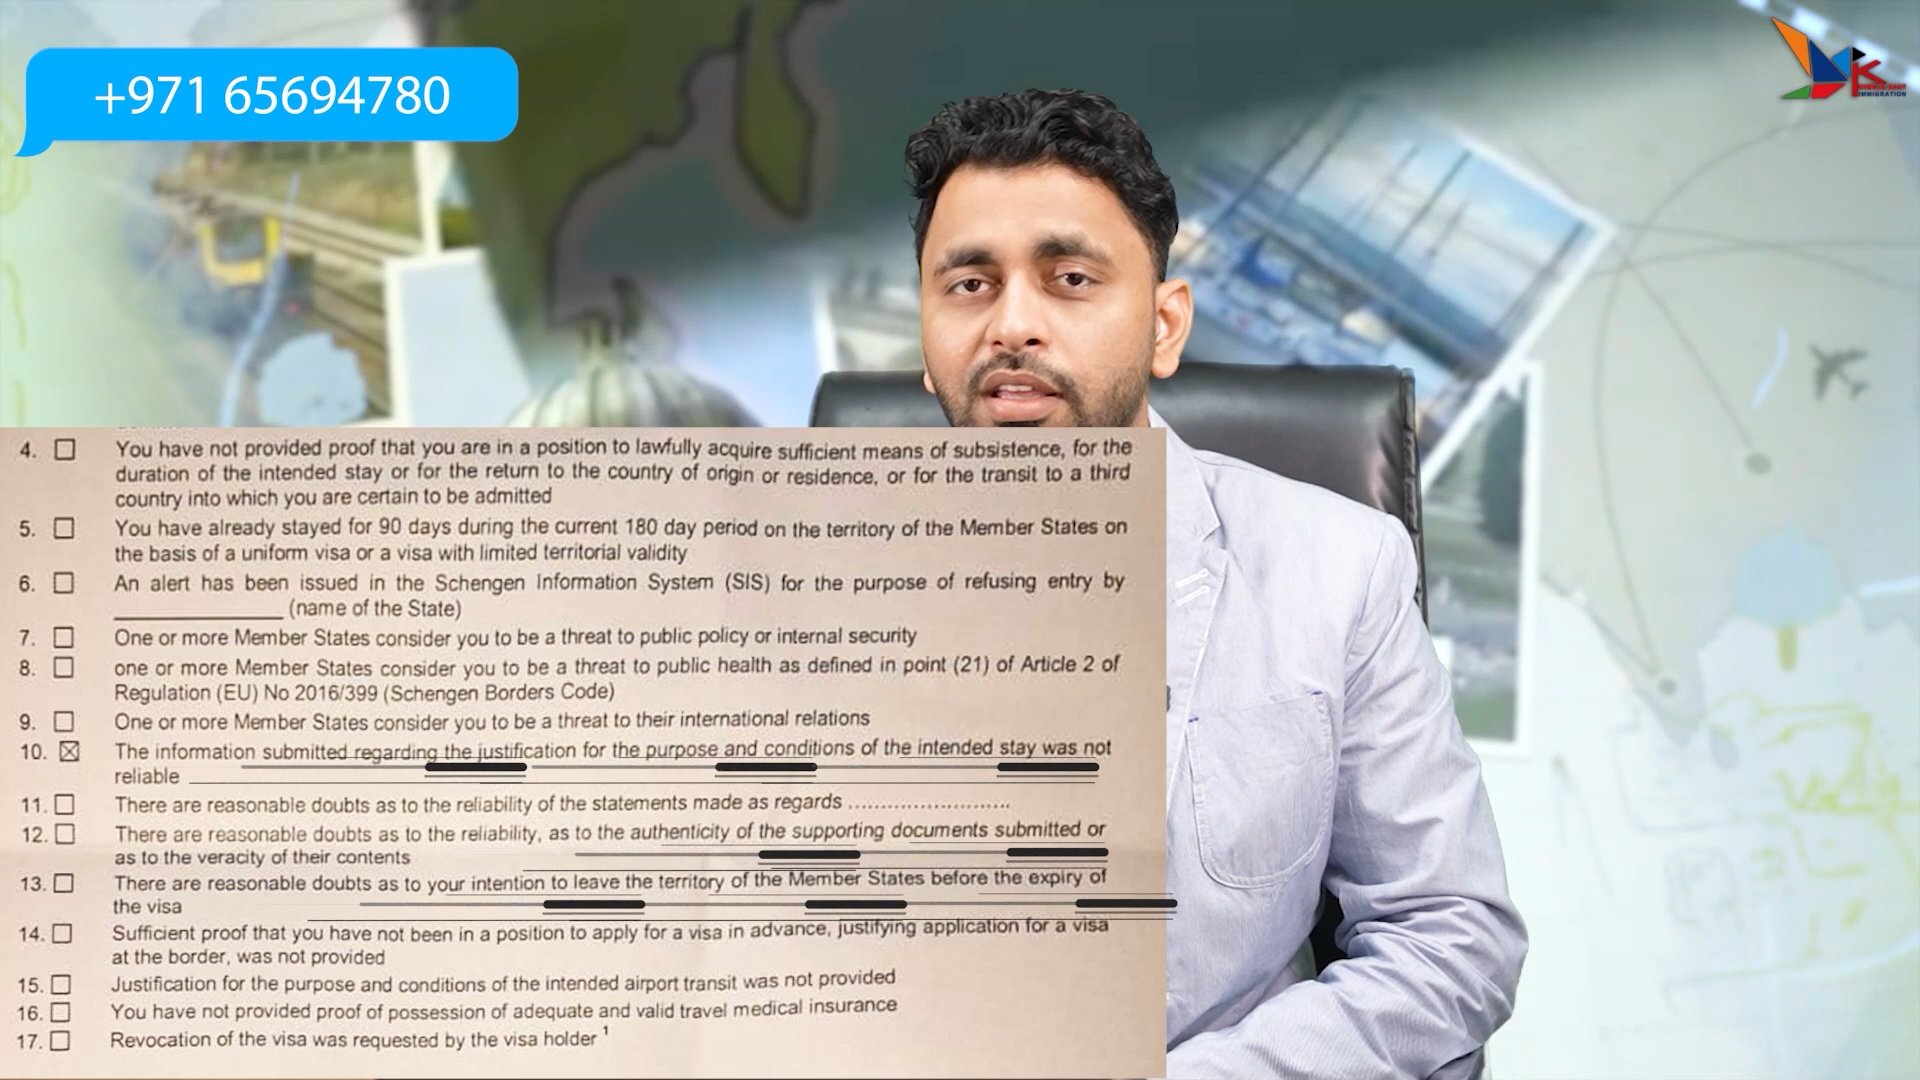 +971 65694780
K
IMMIGRATION
4. You have not provided proof that you are in a position to lawfully acquire sufficient means of subsistence, for the
duration of the intended stay or for the return to the country of origin or residence, or for the transit to a third
country into which you are certain to be admitted
5. You have already stayed for 90 days during the current 180 day period on the territory of the Member States on
the basis of a uniform visa or a visa with limited territorial validity
6. An alert has been issued in the Schengen Information System (SIS) for the purpose of refusing entry by
(name of the State)
7. One or more Member States consider you to be a threat to public policy or internal security
8. one or more Member States consider you to be a threat to public health as defined in point (21) of Article 2 of
Regulation (EU) No 2016/399 (Schengen Borders Code)
9. One or more Member States consider you to be a threat to their international relations
10. The information submitted regarding the justification for the purpose and conditions of the intended stay was not
reliable
11. There are reasonable doubts as to the reliability of the statements made as regards ..........................
12. There are reasonable doubts as to the reliability, as to the authenticity of the supporting documents submitted or
as to the veracity of their contents
13. There are reasonable doubts as to your intention to leave the territory of the Member States before the expiry of
the visa
14. Sufficient proof that you have not been in a position to apply for a visa in advance, justifying application for a visa
at the border, was not provided
15. Justification for the purpose and conditions of the intended airport transit was not provided
16. You have not provided proof of possession of adequate and valid travel medical insurance
17. Revocation of the visa was requested by the visa holder 1